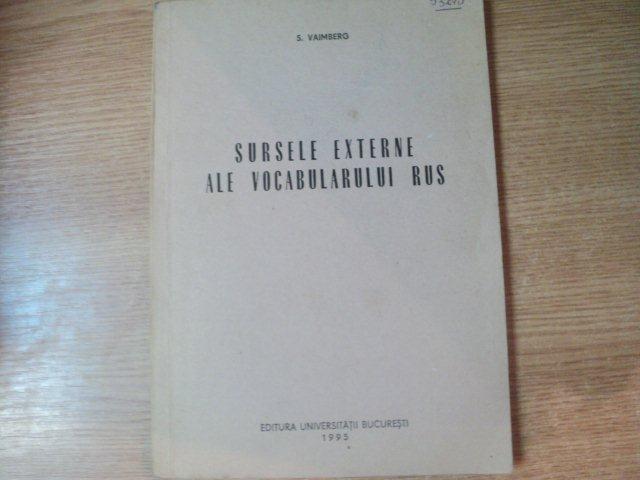 S. VAIMBERG
SURSELE EXTERNE
ALE VOCABULARULUI RUS
EDITURA UNIVERSITĂȚII BUCUREȘTI
1995